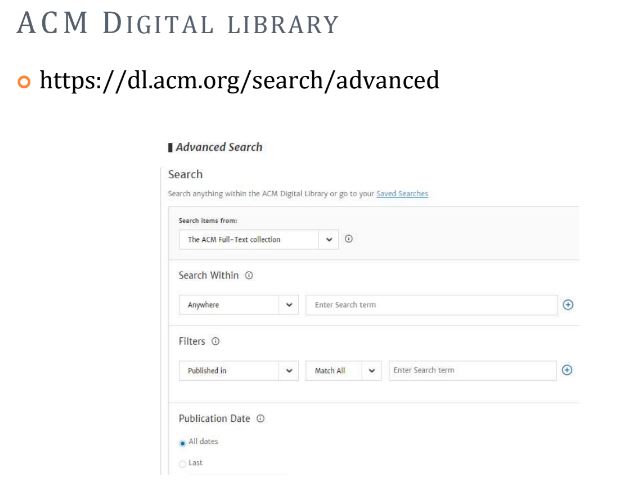 ACM DIGITAL LIBRARY
https://dl.acm.org/search/advanced
Advanced Search
Search
Search anything within the ACM Digital Library or go to your Saved Searches
Search items from:
The ACM Full-Text collection
Search Within
Anywhere Enter Search term
Filters
Published in Match All Enter Search term
Publication Date
All dates
Last